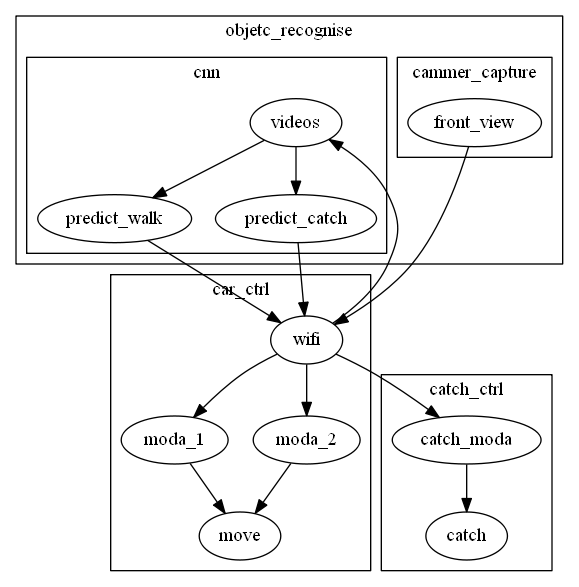 objetc_recognise
cnn
cammer_capture
videos
front_view
predict_walk
predict_catch
car_ctrl
wifi
catch_ctrl
moda_1
moda_2
catch_moda
move
catch